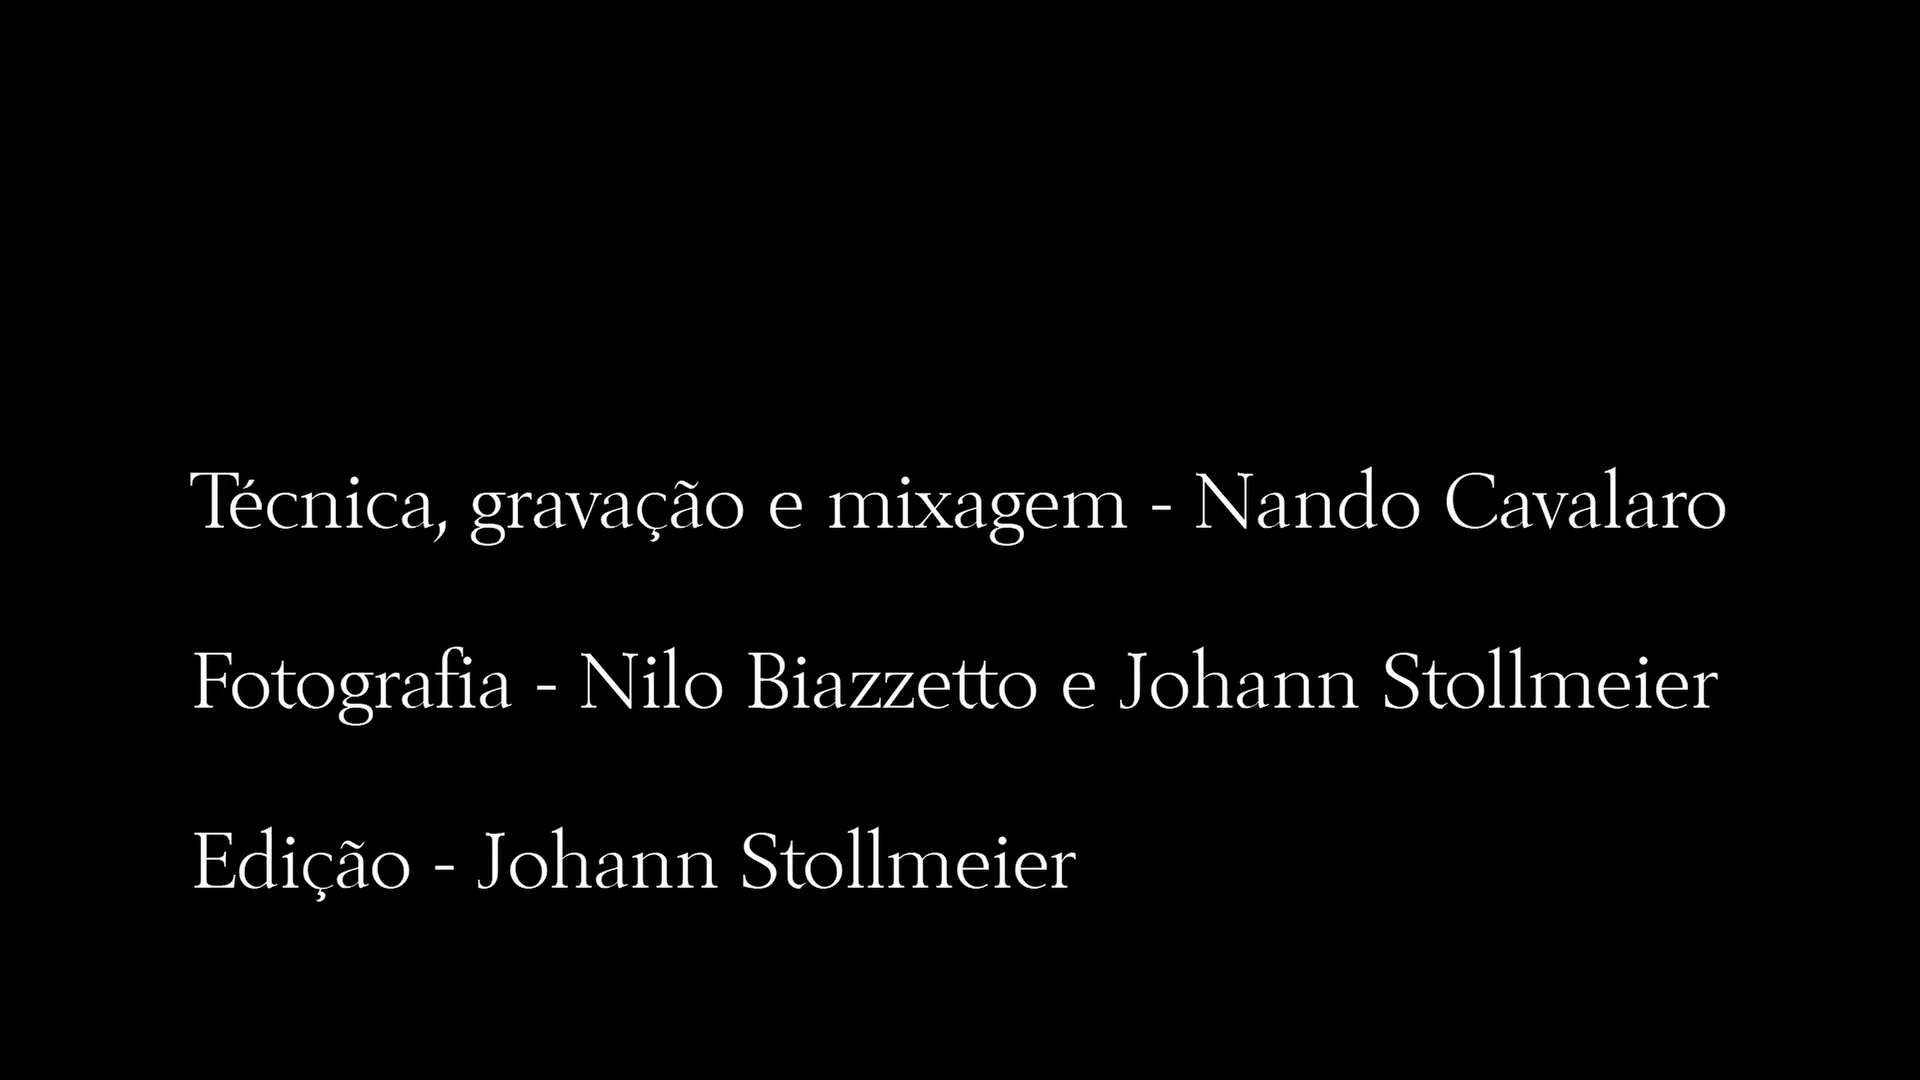 Técnica, gravação e mixagem - Nando Cavalaro
Fotografia - Nilo Biazzetto e Johann Stollmeier
Edição - Johann Stollmeier